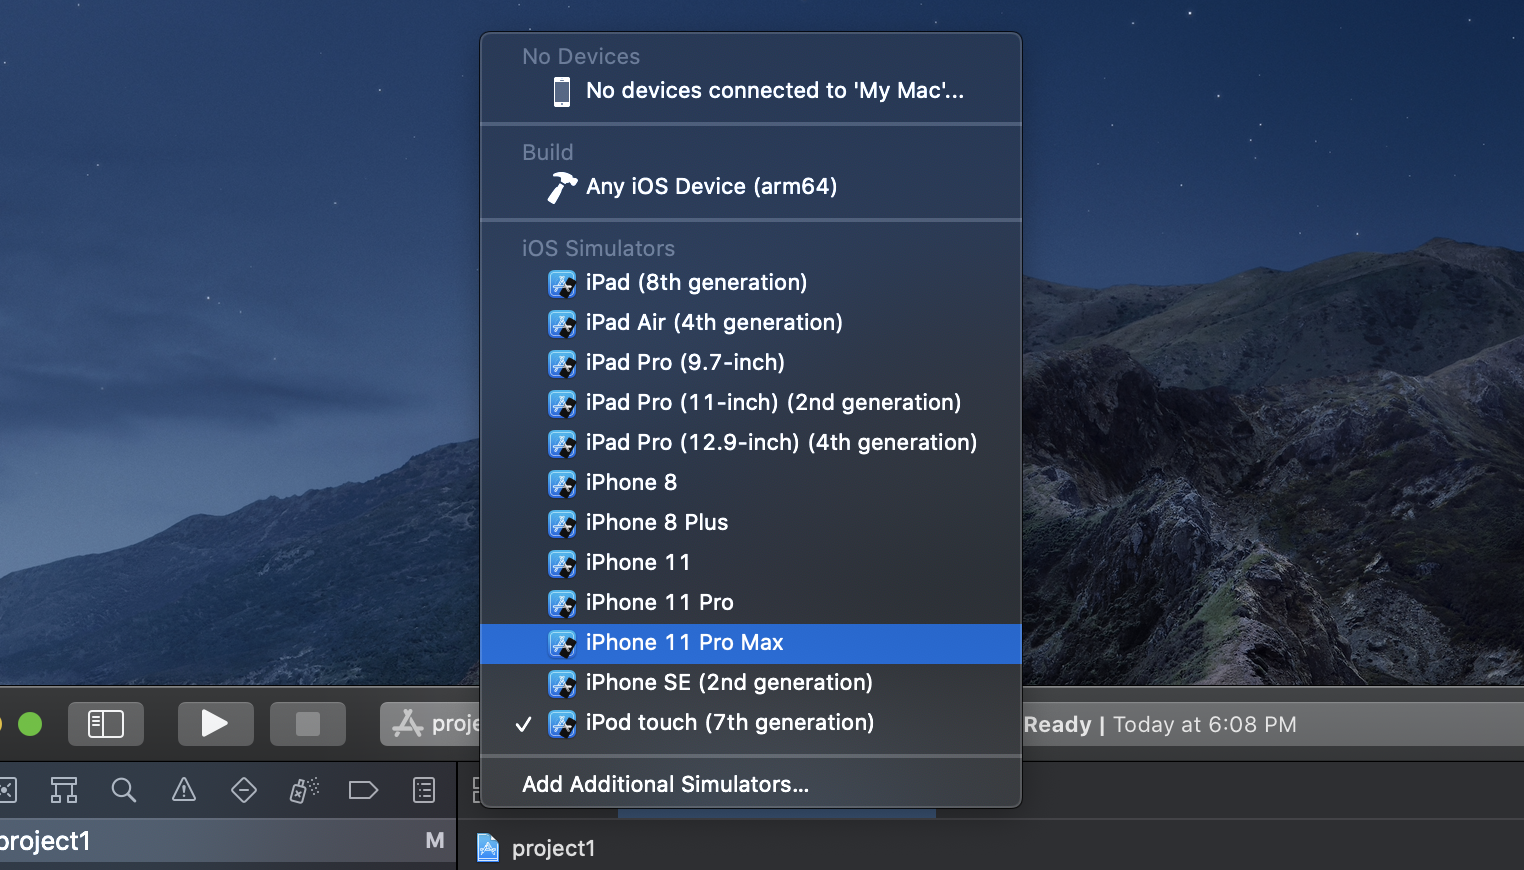 No Devices
No devices connected to 'My Mac'...
Build
Any iOS Device (arm64)
iOS Simulators
iPad (8th generation)
iPad Air (4th generation)
iPad Pro (9.7-inch)
iPad Pro (11-inch) (2nd generation)
iPad Pro (12.9-inch) (4th generation)
iPhone 8
iPhone 8 Plus
iPhone 11
iPhone 11 Pro
iPhone 11 Pro Max
iPhone SE (2nd generation)
✓ iPod touch (7th generation)
Add Additional Simulators...
proje
Ready | Today at 6:08 PM
project1 M
project1